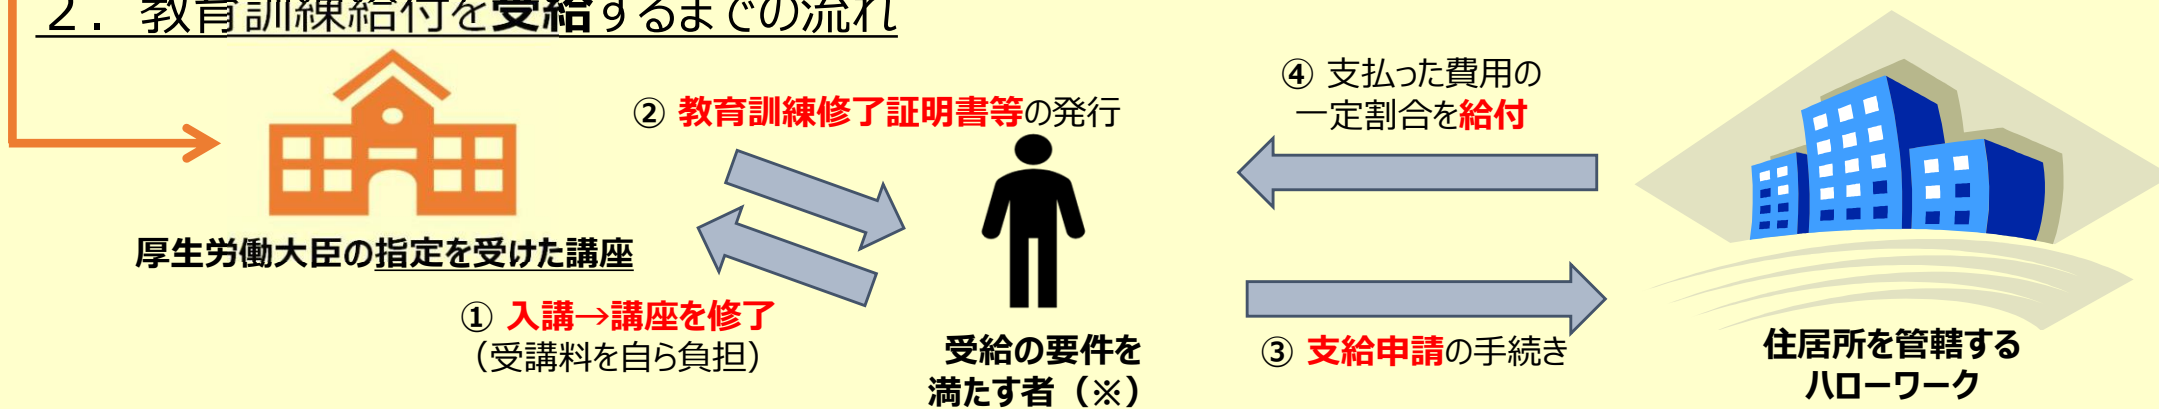 ２．教育訓練給付を受給するまでの流れ
厚生労働大臣の指定を受けた講座
② 教育訓練修了証明書等の発行
① 入講→講座を修了
（受講料を自ら負担）
受給の要件を
満たす者（※）
④ 支払った費用の
一定割合を給付
③ 支給申請の手続き
住居所を管轄する
ハローワーク